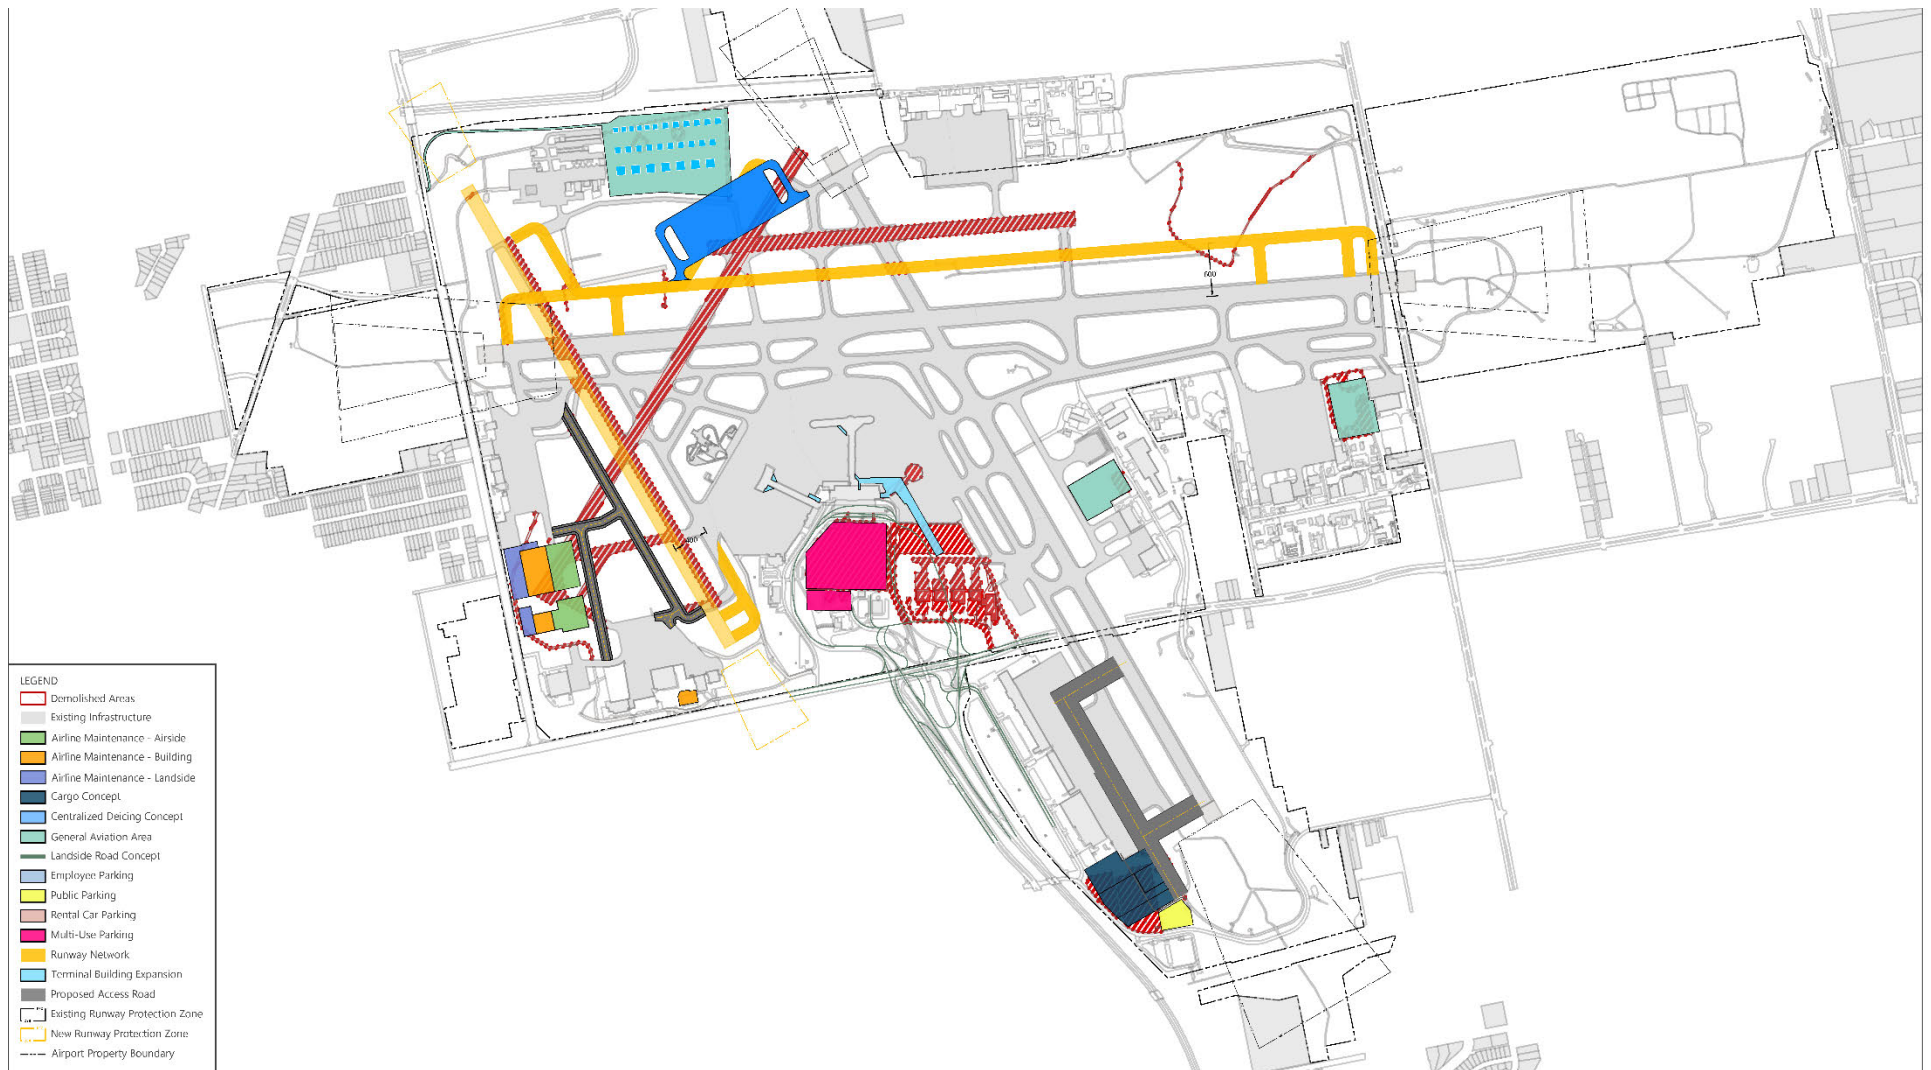 600
400
LEGEND
Demolished Areas
Existing Infrastructure
Airline Maintenance - Airside
Airline Maintenance - Building
Airline Maintenance - Landside
Cargo Concept
Centralized Deicing Concept
General Aviation Area
Landside Road Concept
Employee Parking
Public Parking
Rental Car Parking
Multi-Use Parking
Runway Network
Terminal Building Expansion
Proposed Access Road
Existing Runway Protection Zone
New Runway Protection Zone
Airport Property Boundary